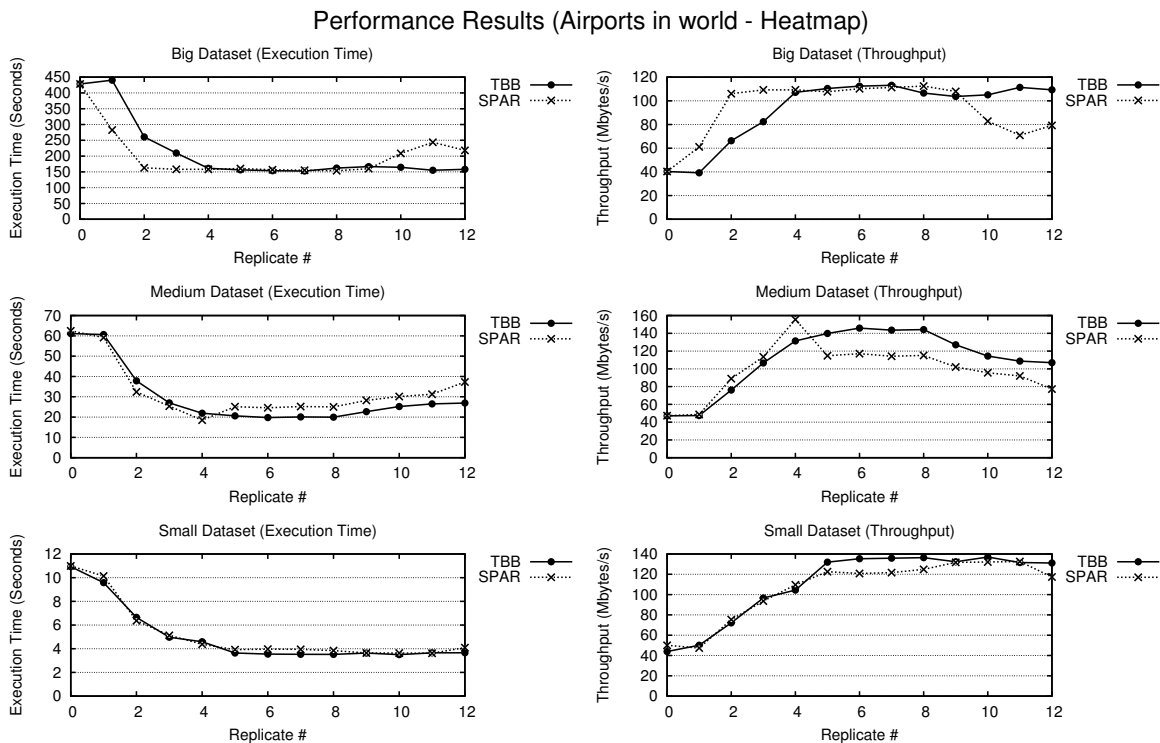 Performance Results (Airports in world - Heatmap)
Big Dataset (Execution Time)
Execution Time (Seconds)
450
400
350
300
250
200
150
100
50
0
0 2 4 6 8 10 12
Replicate #
TBB
SPAR
Big Dataset (Throughput)
Throughput (Mbytes/s)
120
100
80
60
40
20
0
0 2 4 6 8 10 12
Replicate #
TBB
SPAR
Medium Dataset (Execution Time)
Execution Time (Seconds)
70
60
50
40
30
20
10
0
0 2 4 6 8 10 12
Replicate #
TBB
SPAR
Medium Dataset (Throughput)
Throughput (Mbytes/s)
160
140
120
100
80
60
40
20
0
0 2 4 6 8 10 12
Replicate #
TBB
SPAR
Small Dataset (Execution Time)
Execution Time (Seconds)
12
10
8
6
4
2
0
0 2 4 6 8 10 12
Replicate #
TBB
SPAR
Small Dataset (Throughput)
Throughput (Mbytes/s)
140
120
100
80
60
40
20
0
0 2 4 6 8 10 12
Replicate #
TBB
SPAR